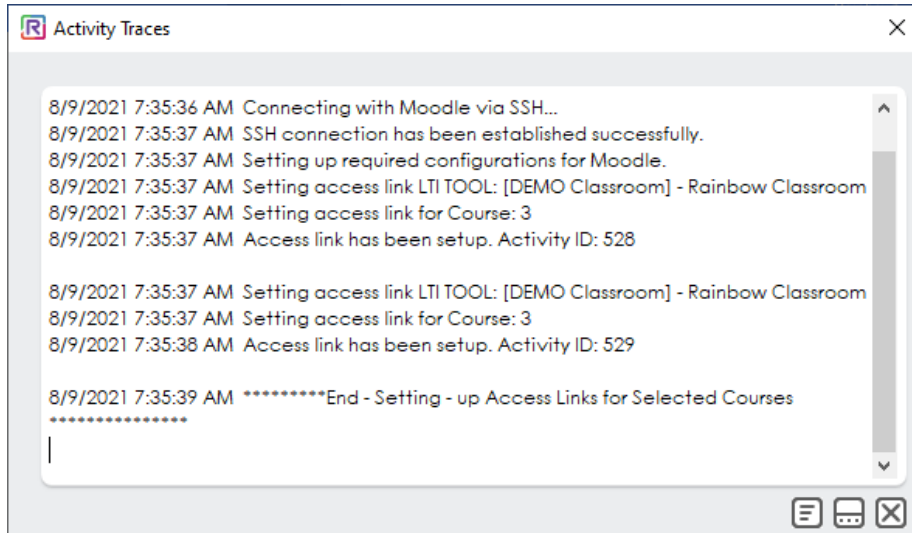 Activity Traces
8/9/2021 7:35:36 AM Connecting with Moodle via SSH...
8/9/2021 7:35:37 AM SSH connection has been established successfully.
8/9/2021 7:35:37 AM Setting up required configurations for Moodle.
8/9/2021 7:35:37 AM Setting access link LTI TOOL: [DEMO Classroom] - Rainbow Classroom
8/9/2021 7:35:37 AM Setting access link for Course: 3
8/9/2021 7:35:37 AM Access link has been setup. Activity ID: 528
8/9/2021 7:35:37 AM Setting access link LTI TOOL: [DEMO Classroom] - Rainbow Classroom
8/9/2021 7:35:37 AM Setting access link for Course: 3
8/9/2021 7:35:38 AM Access link has been setup. Activity ID: 529
8/9/2021 7:35:39 AM *********End - Setting - up Access Links for Selected Courses
***************